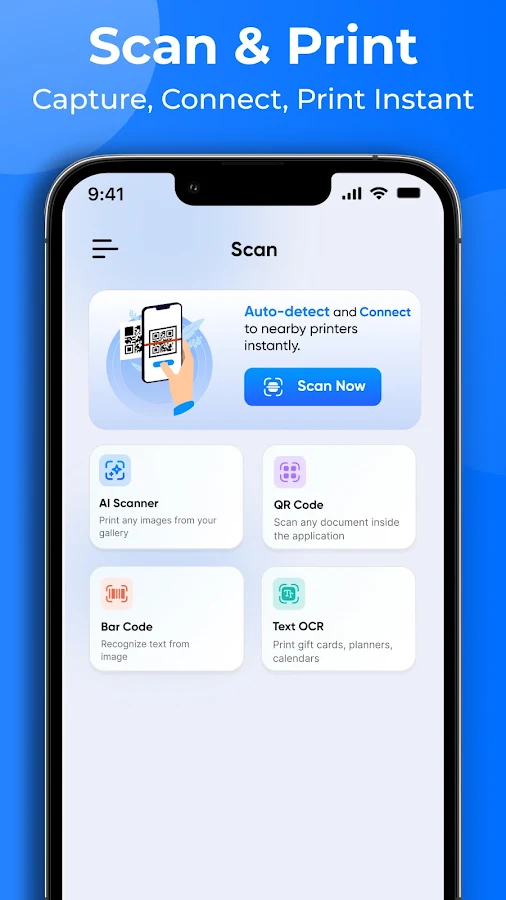 Scan & Print
Capture, Connect, Print Instant
9:41
Scan
Auto-detect and Connect
to nearby printers
instantly.
Scan Now
AI Scanner
Print any images from your
gallery
QR Code
Scan any document inside
the application
Bar Code
Recognize text from
image
Text OCR
Print gift cards, planners,
calendars